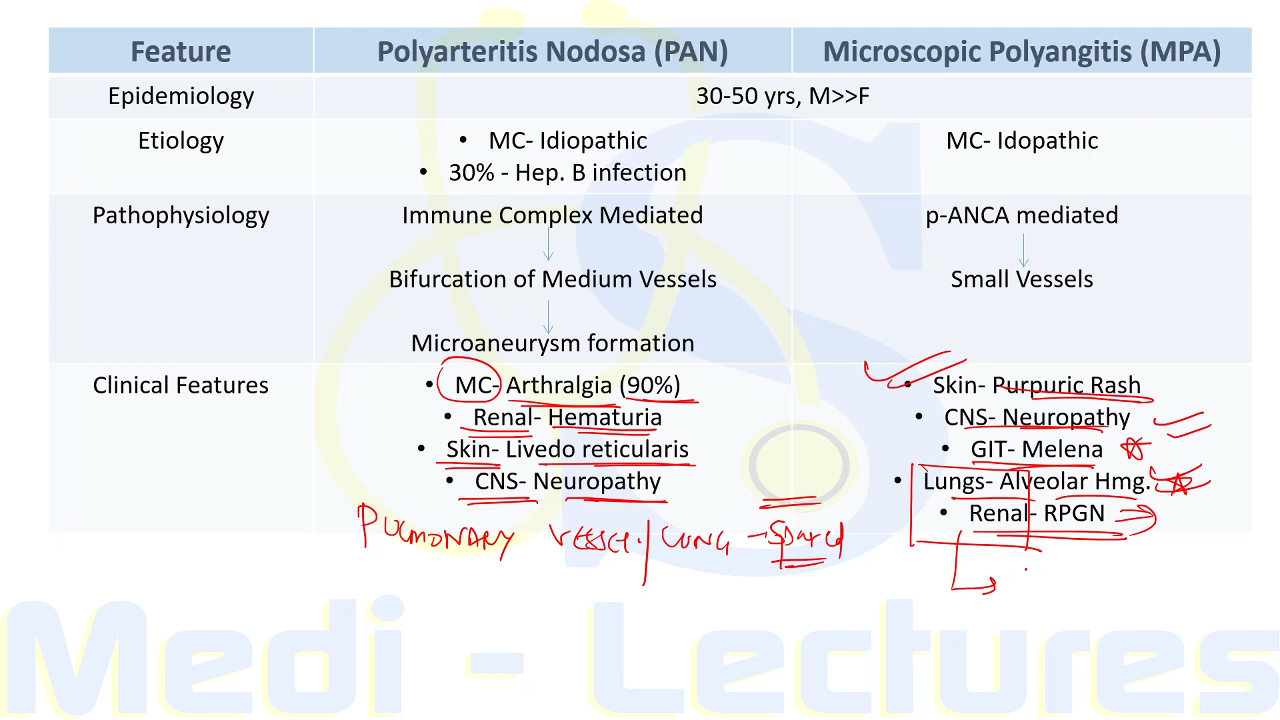 Feature Polyarteritis Nodosa (PAN) Microscopic Polyangitis (MPA)
Epidemiology 30-50 yrs, M>>F
Etiology • MC- Idiopathic MC- Idopathic
• 30% - Hep. B infection
Pathophysiology Immune Complex Mediated p-ANCA mediated
Bifurcation of Medium Vessels Small Vessels
Microaneurysm formation
Clinical Features • MC- Arthralgia (90%) • Skin- Purpuric Rash
• Renal- Hematuria • CNS- Neuropathy
• Skin- Livedo reticularis • GIT- Melena
• CNS- Neuropathy • Lungs- Alveolar Hmg.
• Renal- RPGN
PULMONARY VESSEL / LUNG → Spared
Medi - Lectures